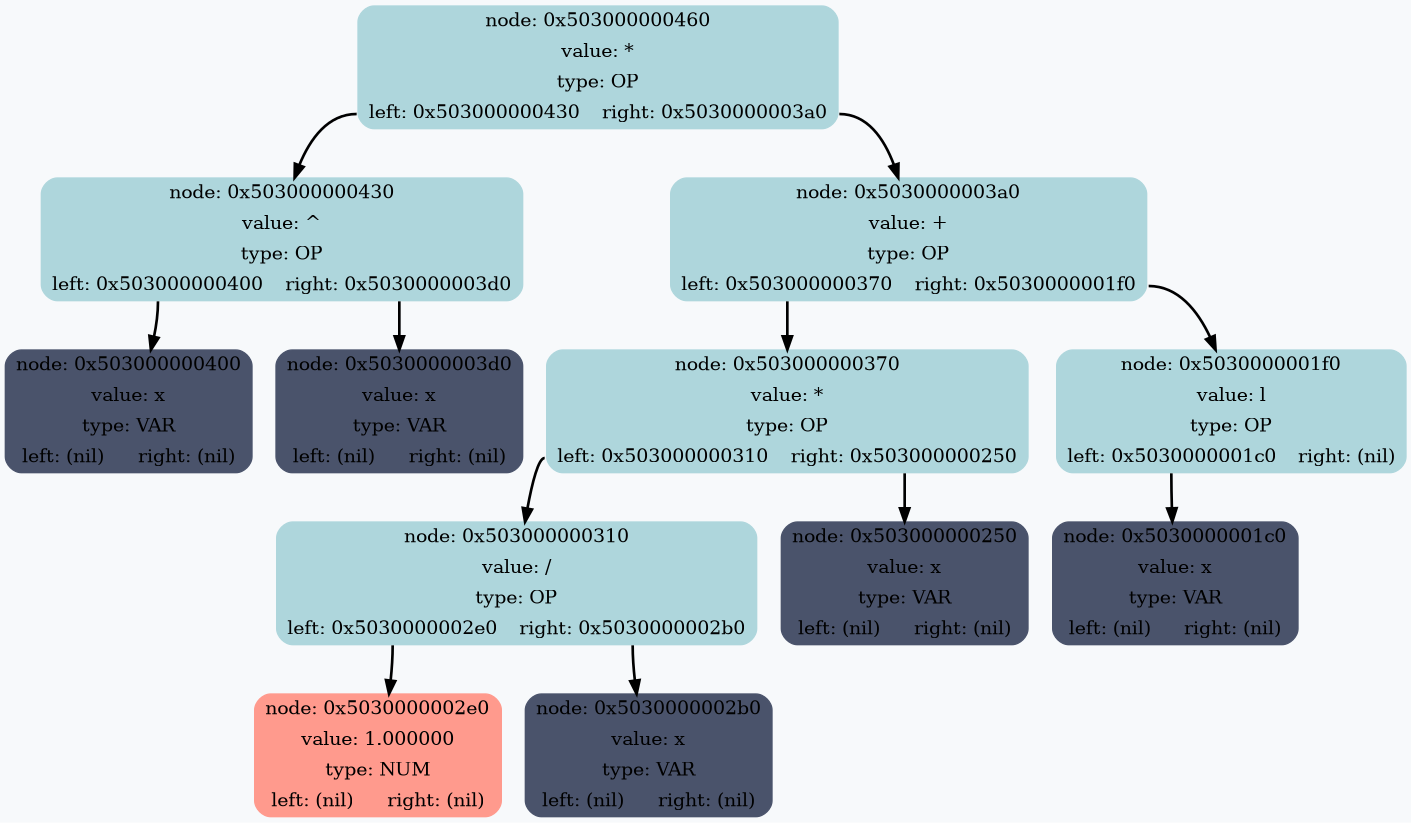 node: 0x503000000460
value: *
type: OP
left: 0x503000000430 right: 0x5030000003a0
node: 0x503000000430
value: ^
type: OP
left: 0x503000000400 right: 0x5030000003d0
node: 0x5030000003a0
value: +
type: OP
left: 0x503000000370 right: 0x5030000001f0
node: 0x503000000400
value: x
type: VAR
left: (nil) right: (nil)
node: 0x5030000003d0
value: x
type: VAR
left: (nil) right: (nil)
node: 0x503000000370
value: *
type: OP
left: 0x503000000310 right: 0x503000000250
node: 0x5030000001f0
value: l
type: OP
left: 0x5030000001c0 right: (nil)
node: 0x503000000310
value: /
type: OP
left: 0x5030000002e0 right: 0x5030000002b0
node: 0x503000000250
value: x
type: VAR
left: (nil) right: (nil)
node: 0x5030000001c0
value: x
type: VAR
left: (nil) right: (nil)
node: 0x5030000002e0
value: 1.000000
type: NUM
left: (nil) right: (nil)
node: 0x5030000002b0
value: x
type: VAR
left: (nil) right: (nil)